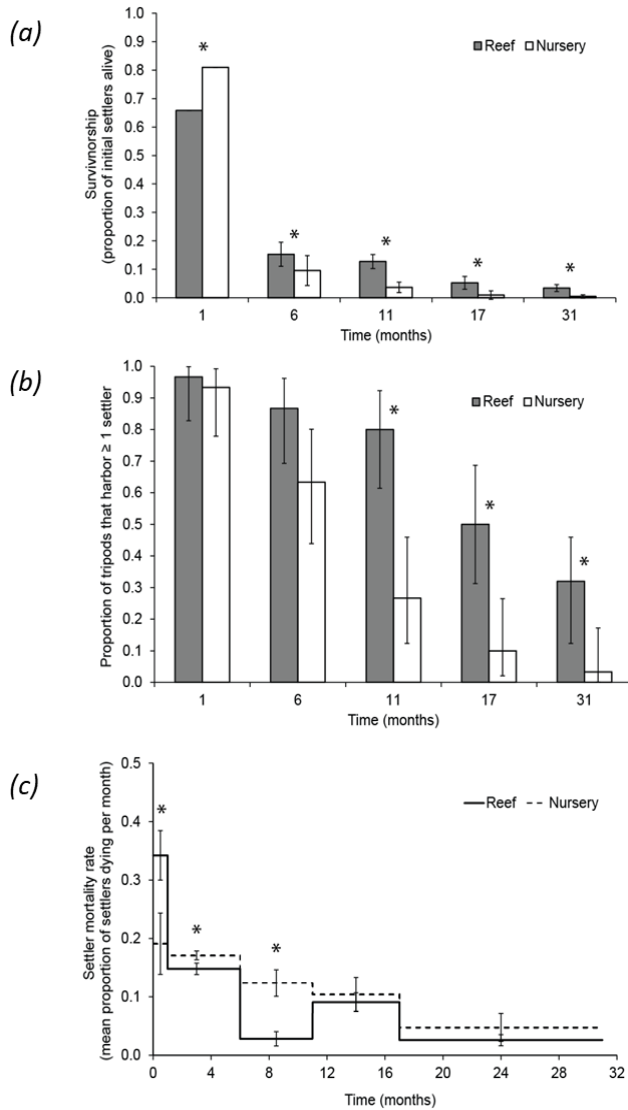 (a)
Survivnorship
(proportion of initial settlers alive)
1.0
0.9
0.8
0.7
0.6
0.5
0.4
0.3
0.2
0.1
0.0
* * * * *
Reef Nursery
1 6 11 17 31
Time (months)
(b)
Proportion of tripods that harbor ≥ 1 settler
1.0
0.9
0.8
0.7
0.6
0.5
0.4
0.3
0.2
0.1
0.0
* * *
Reef Nursery
1 6 11 17 31
Time (months)
(c)
Settler mortality rate
(mean proportion of settlers dying per month)
0.5
0.4
0.3
0.2
0.1
0.0
* * *
Reef Nursery
0 4 8 12 16 20 24 28 32
Time (months)